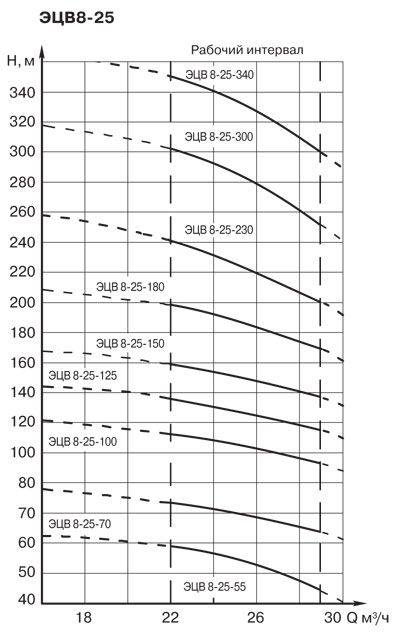 ЭЦВ8-25
Рабочий интервал
H, м
ЭЦВ 8-25-340
340
320
ЭЦВ 8-25-300
300
280
260
ЭЦВ 8-25-230
240
220
ЭЦВ 8-25-180
200
180
ЭЦВ 8-25-150
160
ЭЦВ 8-25-125
140
120
ЭЦВ 8-25-100
100
80
70
ЭЦВ 8-25-70
60
50
ЭЦВ 8-25-55
40
18 22 26 30 Q м³/ч